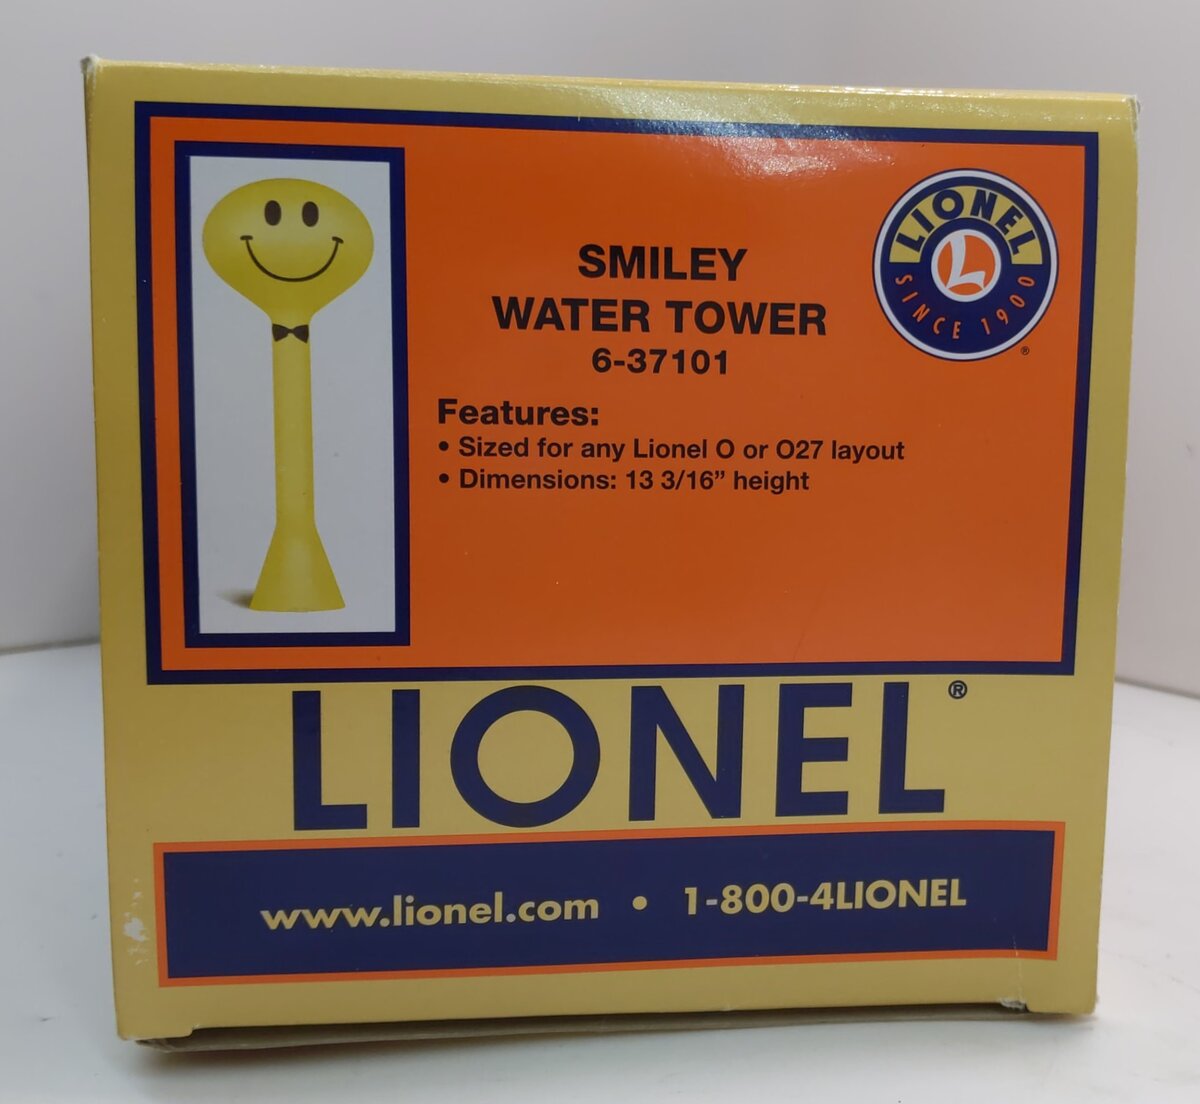 SMILEY
WATER TOWER
6-37101
LIONEL
L
SINCE 1900
®
Features:
• Sized for any Lionel O or O27 layout
• Dimensions: 13 3/16” height
LIONEL®
www.lionel.com • 1-800-4LIONEL